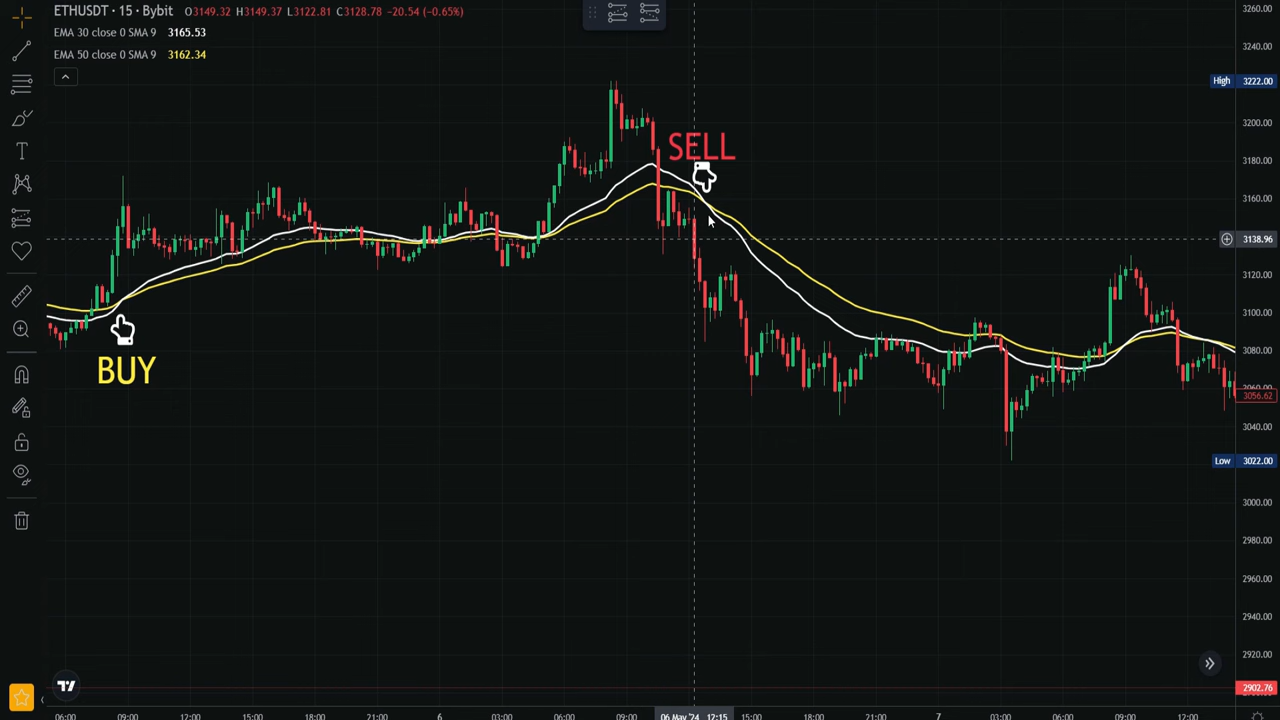 ETHUSDT · 15 · Bybit O3149.32 H3149.37 L3122.81 C3128.78 -20.54 (-0.65%)
EMA 30 close 0 SMA 9 3165.53
EMA 50 close 0 SMA 9 3162.34
SELL
BUY
3260.00
3240.00
High 3222.00
3200.00
3180.00
3160.00
3138.96
3120.00
3100.00
3080.00
3056.62
3040.00
Low 3022.00
3000.00
2980.00
2960.00
2940.00
2920.00
2902.76
06:00 09:00 12:00 15:00 18:00 21:00 6 03:00 06:00 09:00 06 May '24 12:15 15:00 18:00 21:00 7 03:00 06:00 09:00 12:00